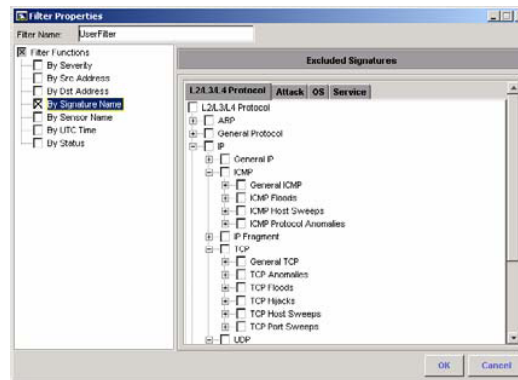 Filter Properties
Filter Name: UserFilter
Filter Functions
By Severity
By Src Address
By Dst Address
By Signature Name
By Sensor Name
By UTC Time
By Status
Excluded Signatures
L2/L3/L4 Protocol Attack OS Service
L2/L3/L4 Protocol
ARP
General Protocol
IP
General IP
ICMP
General ICMP
ICMP Floods
ICMP Host Sweeps
ICMP Protocol Anomalies
IP Fragment
TCP
General TCP
TCP Anomalies
TCP Floods
TCP Hijacks
TCP Host Sweeps
TCP Port Sweeps
UDP
OK Cancel